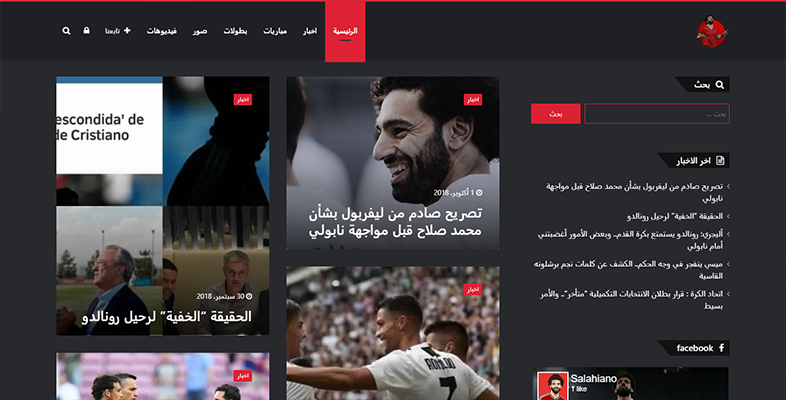 الرئيسية
اخبار
مباريات
بطولات
صور
فيديوهات
تابعنا
بحث
بحث ...
بحث
اخر الاخبار
تصريح صادم من ليفربول بشأن محمد صلاح قبل مواجهة
نابولي
الحقيقة "الخفية" لرحيل رونالدو
أليجري: رونالدو يستمتع بكرة القدم.. وبعض الأمور أغضبتني
أمام نابولي
ميسي ينفجر في وجه الحكم.. الكشف عن كلمات نجم برشلونه
القاسية
اتحاد الكرة : قرار بطلان الانتخابات التكميلية "متأخر".. والأمر
بسيط
facebook
Salahiano
1 like
اخبار
1 أكتوبر، 2018
تصريح صادم من ليفربول بشأن
محمد صلاح قبل مواجهة نابولي
اخبار
RONALDO
7
اخبار
escondida' de
de Cristiano
30 سبتمبر، 2018
الحقيقة "الخفية" لرحيل رونالدو
اخبار